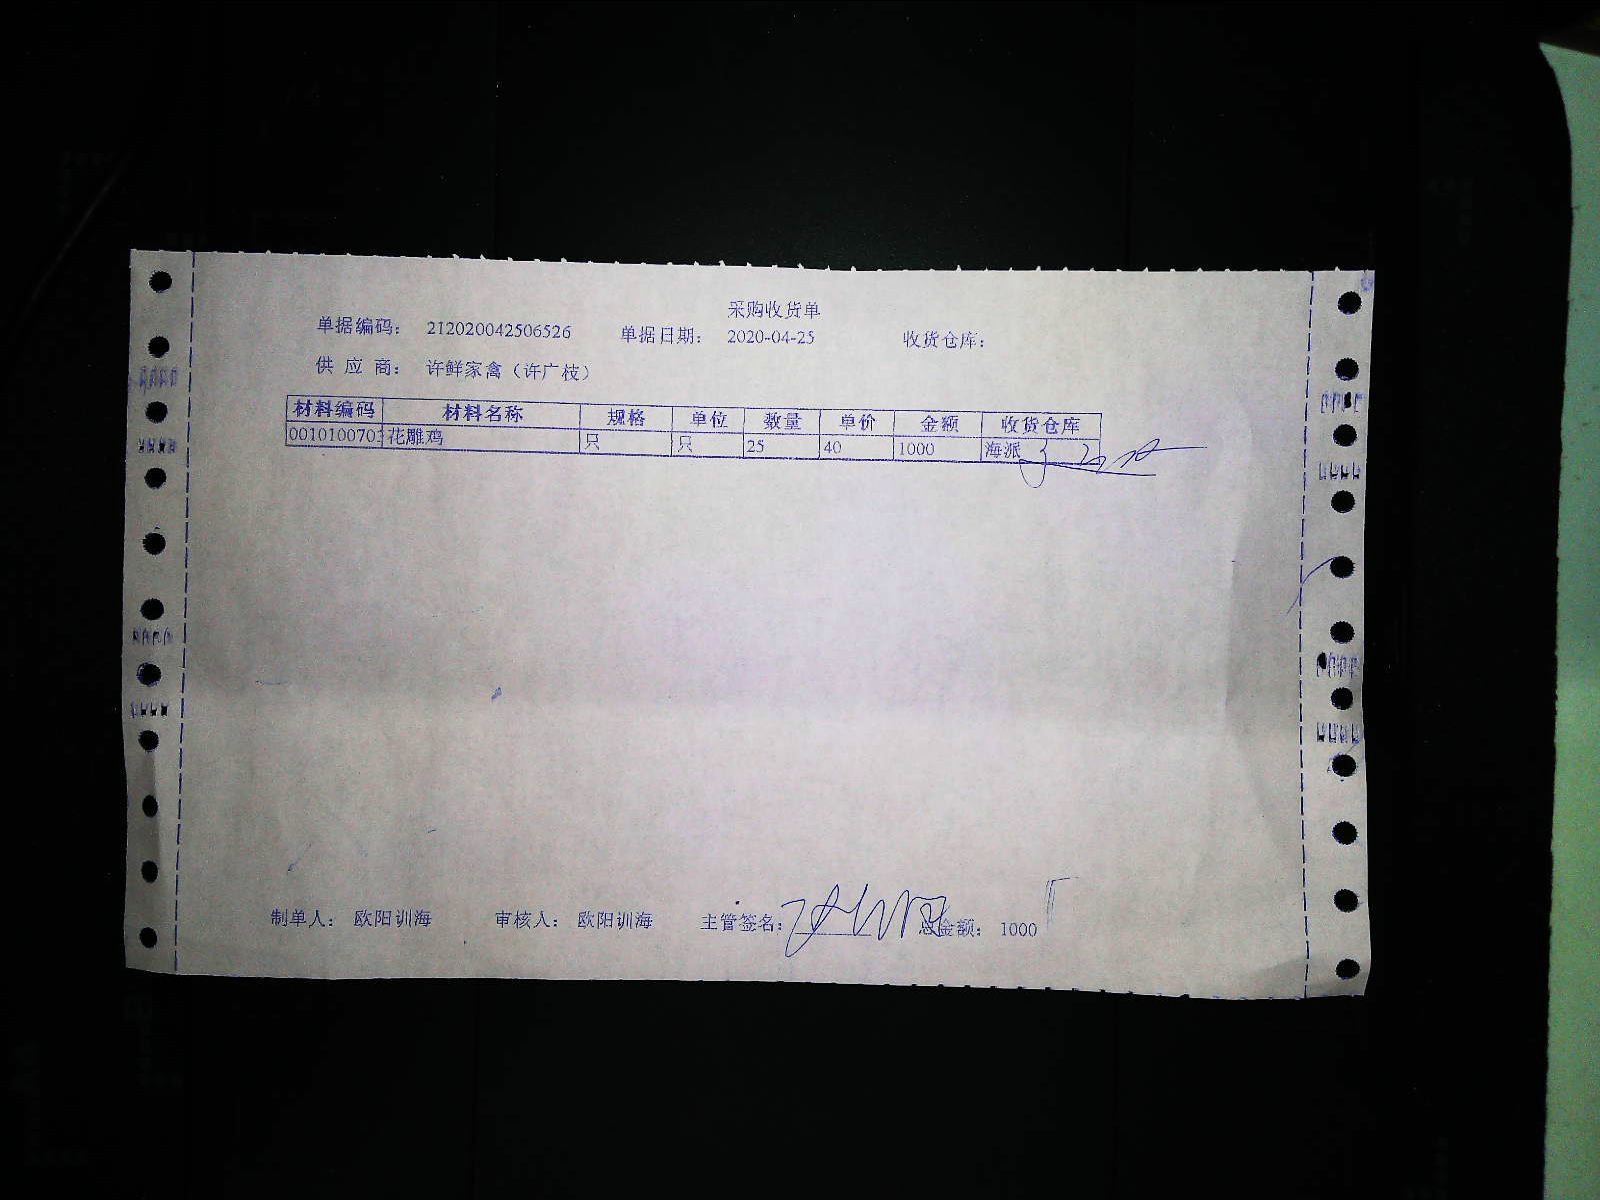 采购收货单
单据编码： 212020042506526 单据日期： 2020-04-25 收货仓库：
供 应 商： 许鲜家禽（许广枝）
材料编码 材料名称 规格 单位 数量 单价 金额 收货仓库
001010070 花雕鸡 只 只 25 40 1000 海派
制单人： 欧阳训海 审核人： 欧阳训海 主管签名： 总金额： 1000